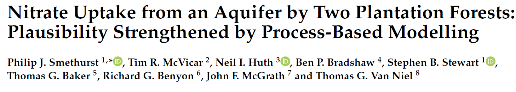 Nitrate Uptake from an Aquifer by Two Plantation Forests:
Plausibility Strengthened by Process-Based Modelling
Philip J. Smethurst 1,*, Tim R. McVicar 2, Neil I. Huth 3, Ben P. Bradshaw 4, Stephen B. Stewart 1,
Thomas G. Baker 5, Richard G. Benyon 6, John F. McGrath 7 and Thomas G. Van Niel 8